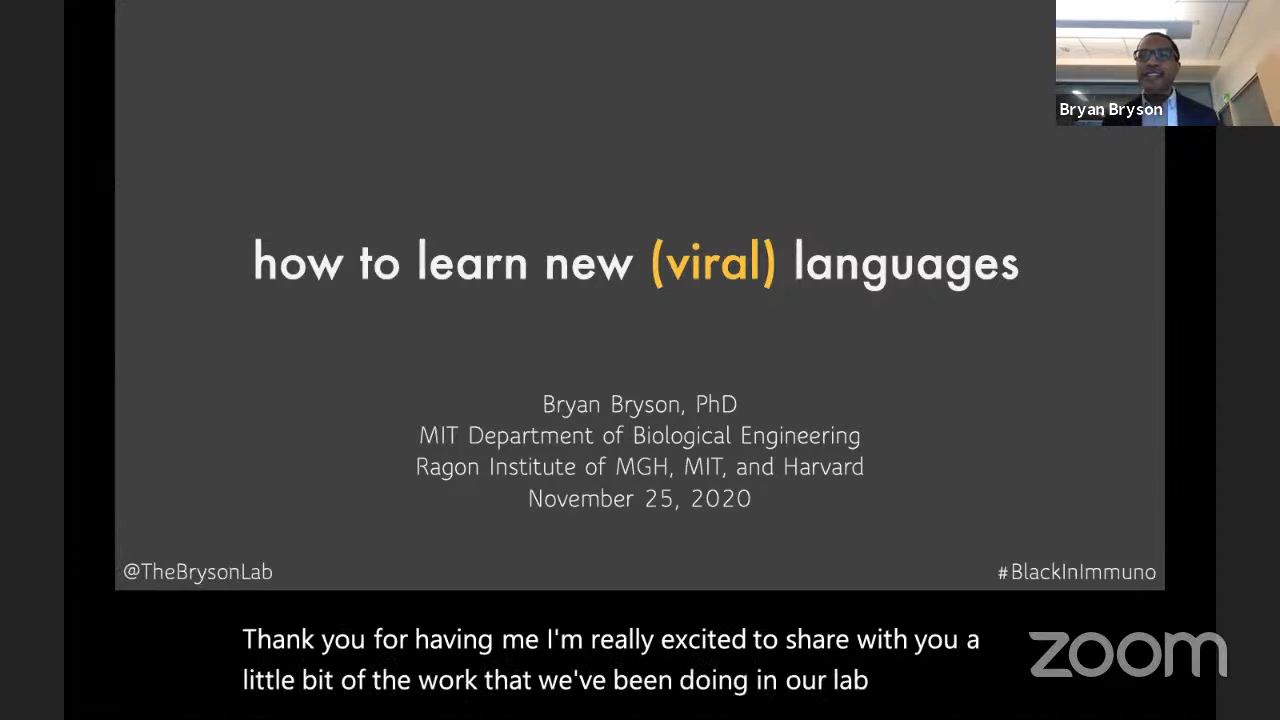 Bryan Bryson
how to learn new (viral) languages
Bryan Bryson, PhD
MIT Department of Biological Engineering
Ragon Institute of MGH, MIT, and Harvard
November 25, 2020
@TheBrysonLab
#BlackInImmuno
Thank you for having me I'm really excited to share with you a
little bit of the work that we've been doing in our lab
zoom